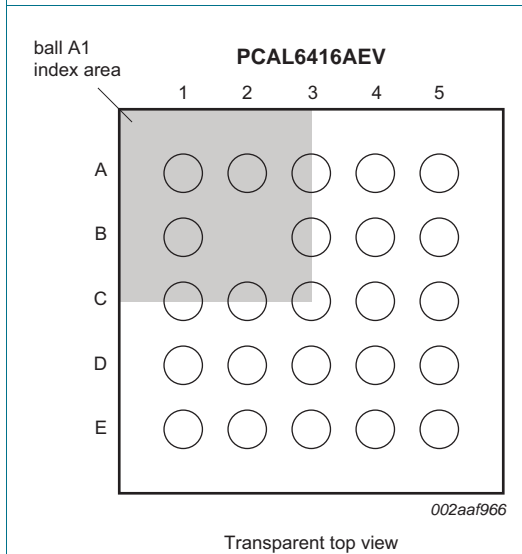 ball A1
index area
PCAL6416AEV
1 2 3 4 5
A
B
C
D
E
002aaf966
Transparent top view